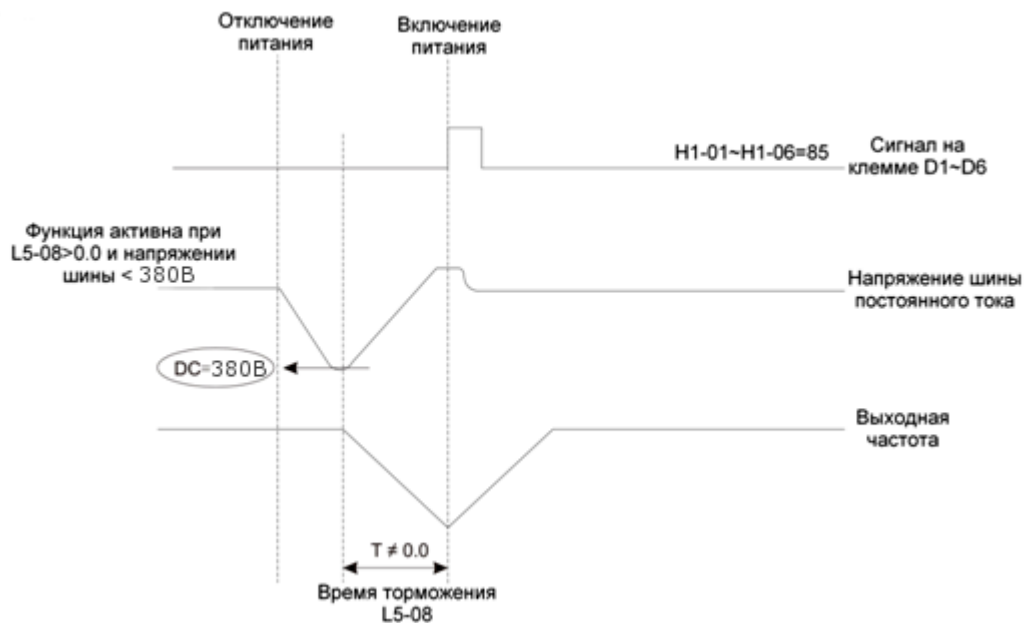 Отключение
питания
Включение
питания
H1-01~H1-06=85
Сигнал на
клемме D1~D6
Функция активна при
L5-08>0.0 и напряжении
шины < 380В
Напряжение шины
постоянного тока
DC=380В
Выходная
частота
T ≠ 0.0
Время торможения
L5-08